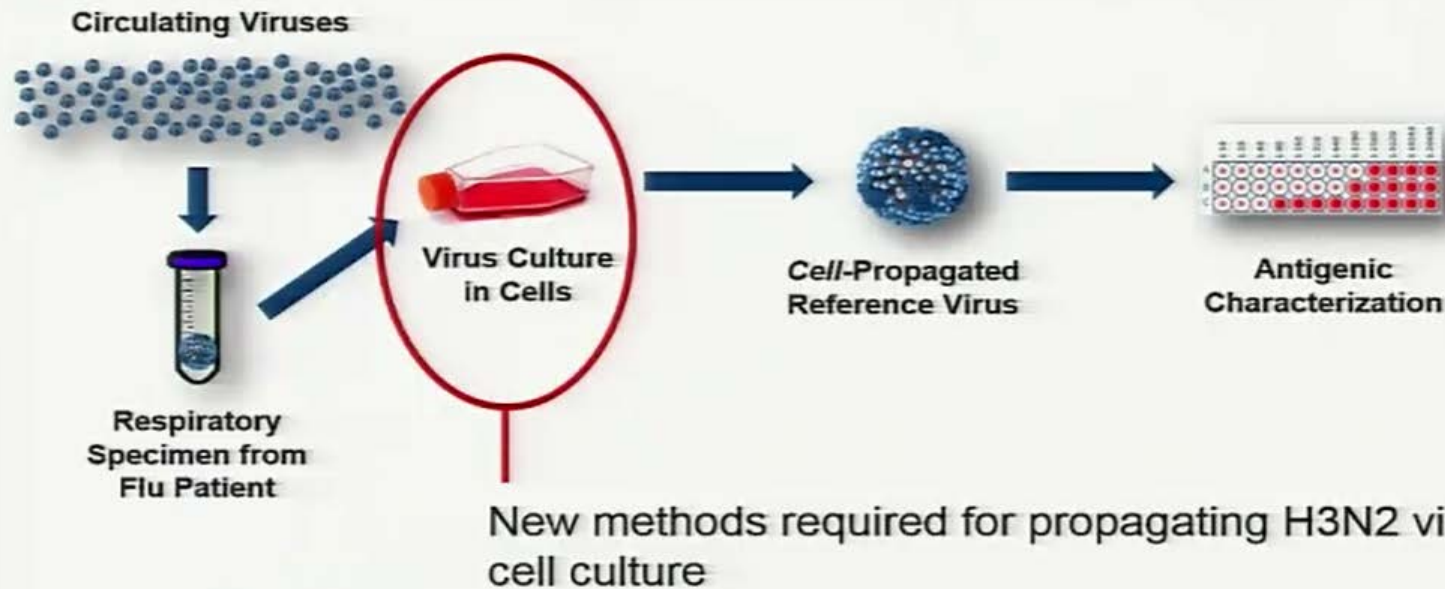 Circulating Viruses
Respiratory
Specimen from
Flu Patient
Virus Culture
in Cells
Cell-Propagated
Reference Virus
Antigenic
Characterization
New methods required for propagating H3N2 vi
cell culture